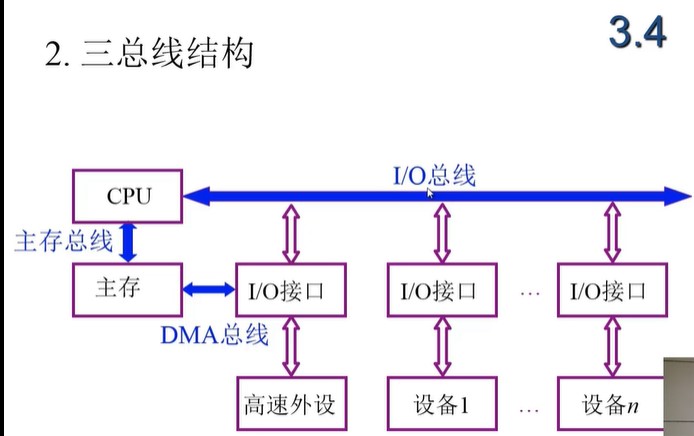 3.4
2. 三总线结构
I/O总线
CPU
主存总线
主存
I/O接口
I/O接口
…
I/O接口
DMA总线
高速外设
设备1
…
设备n